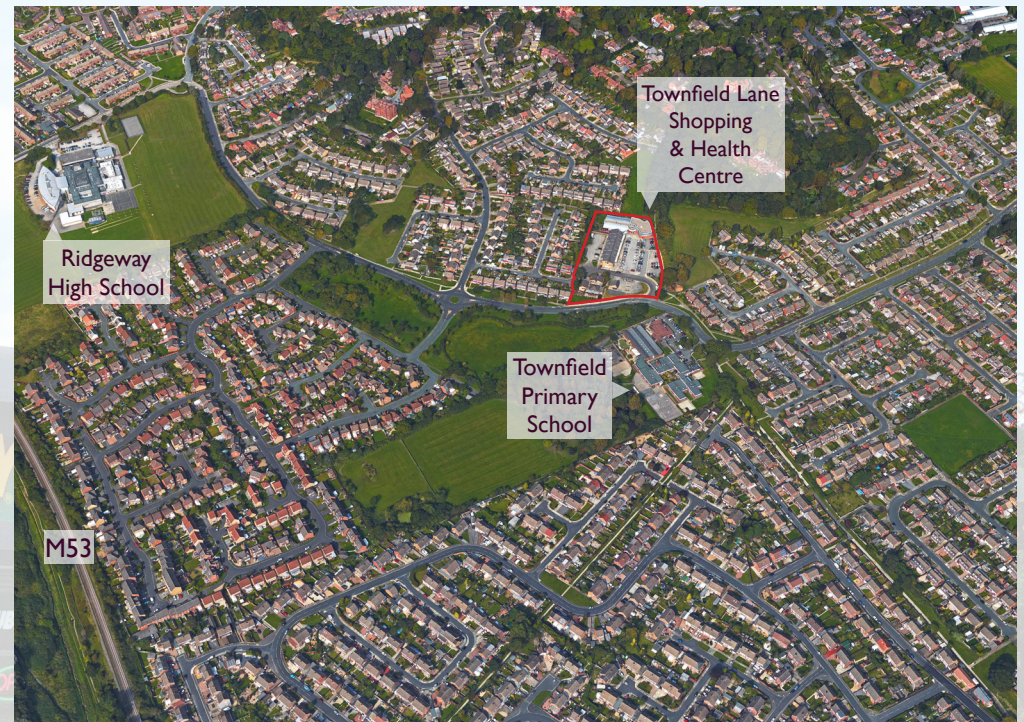 Townfield Lane
Shopping
& Health
Centre
Ridgeway
High School
Townfield
Primary
School
M53